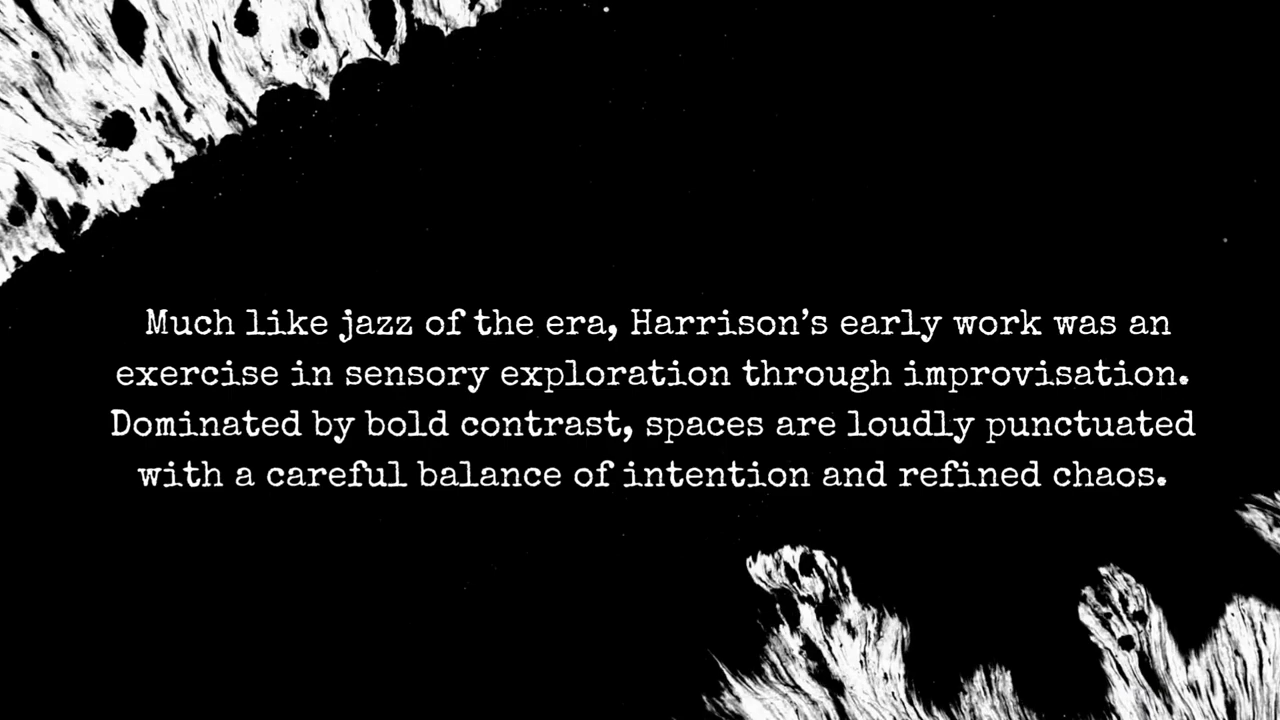 Much like jazz of the era, Harrison’s early work was an
exercise in sensory exploration through improvisation.
Dominated by bold contrast, spaces are loudly punctuated
with a careful balance of intention and refined chaos.